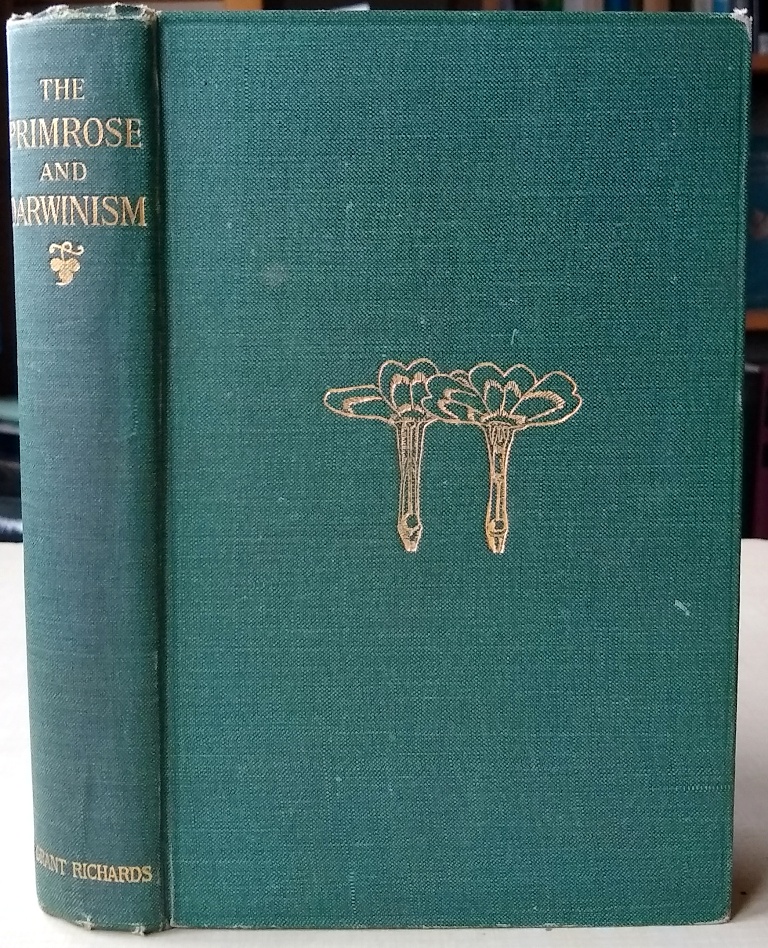 THE
PRIMROSE
AND
DARWINISM
GRANT RICHARDS